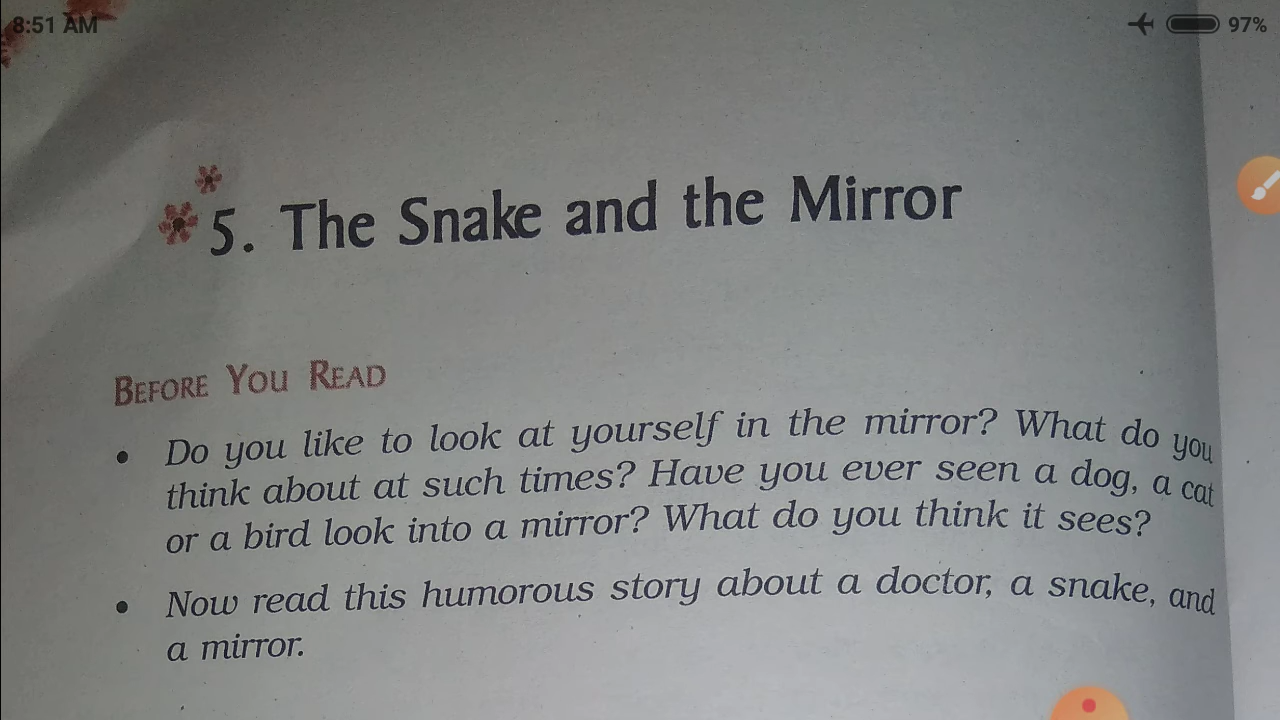 8:51 AM
97%
5. The Snake and the Mirror
BEFORE YOU READ
• Do you like to look at yourself in the mirror? What do you
think about at such times? Have you ever seen a dog, a cat
or a bird look into a mirror? What do you think it sees?
• Now read this humorous story about a doctor, a snake, and
a mirror.